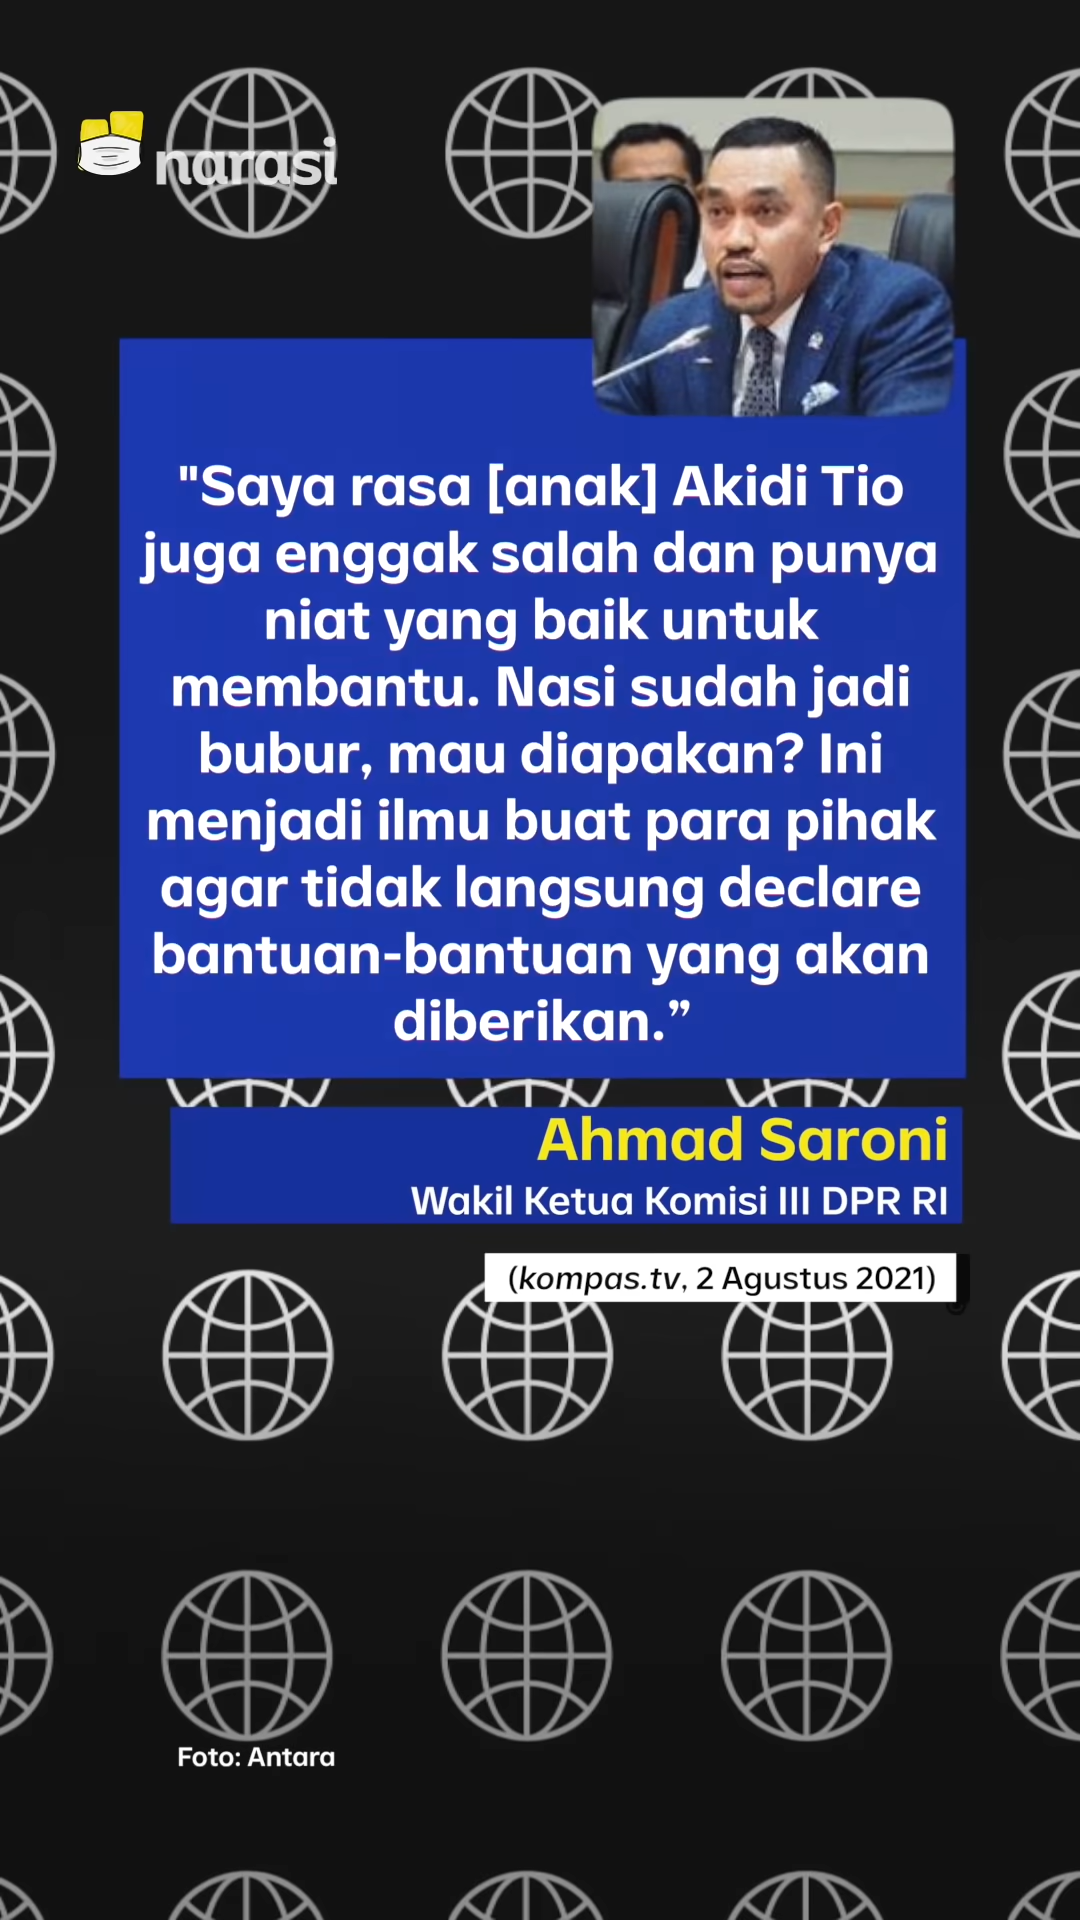 narasi
"Saya rasa [anak] Akidi Tio
juga enggak salah dan punya
niat yang baik untuk
membantu. Nasi sudah jadi
bubur, mau diapakan? Ini
menjadi ilmu buat para pihak
agar tidak langsung declare
bantuan-bantuan yang akan
diberikan.”
Ahmad Saroni
Wakil Ketua Komisi III DPR RI
(kompas.tv, 2 Agustus 2021)
Foto: Antara